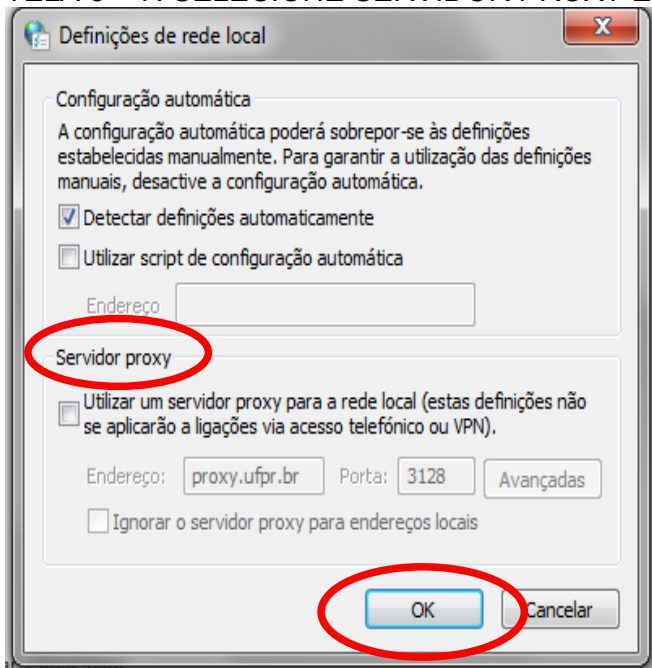 Definições de rede local
Configuração automática
A configuração automática poderá sobrepor-se às definições
estabelecidas manualmente. Para garantir a utilização das definições
manuais, desactive a configuração automática.
Detectar definições automaticamente
Utilizar script de configuração automática
Endereço
Servidor proxy
Utilizar um servidor proxy para a rede local (estas definições não
se aplicarão a ligações via acesso telefónico ou VPN).
Endereço: proxy.ufpr.br Porta: 3128 Avançadas
Ignorar o servidor proxy para endereços locais
OK Cancelar